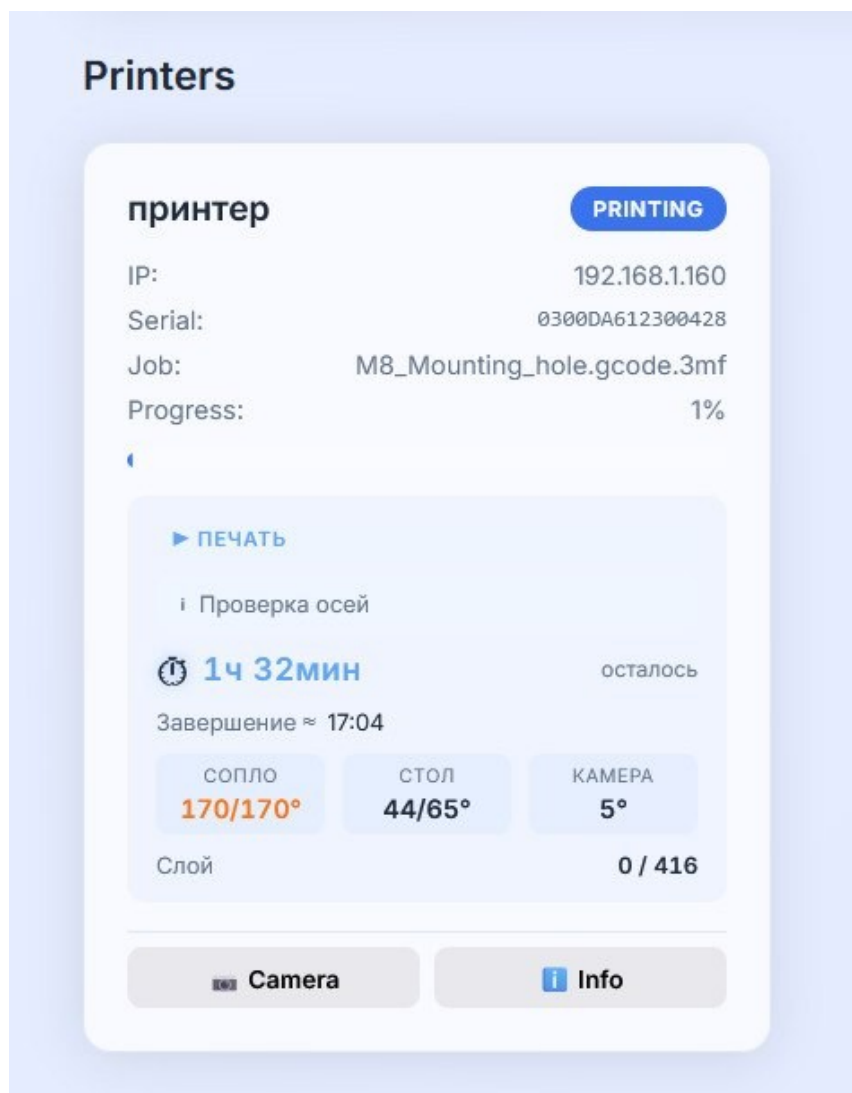 Printers
принтер PRINTING
IP: 192.168.1.160
Serial: 0300DA612300428
Job: M8_Mounting_hole.gcode.3mf
Progress: 1%
▶ ПЕЧАТЬ
i Проверка осей
⏱ 1ч 32мин осталось
Завершение ≈ 17:04
СОПЛО СТОЛ КАМЕРА
170/170° 44/65° 5°
Слой 0 / 416
📷 Camera ℹ️ Info